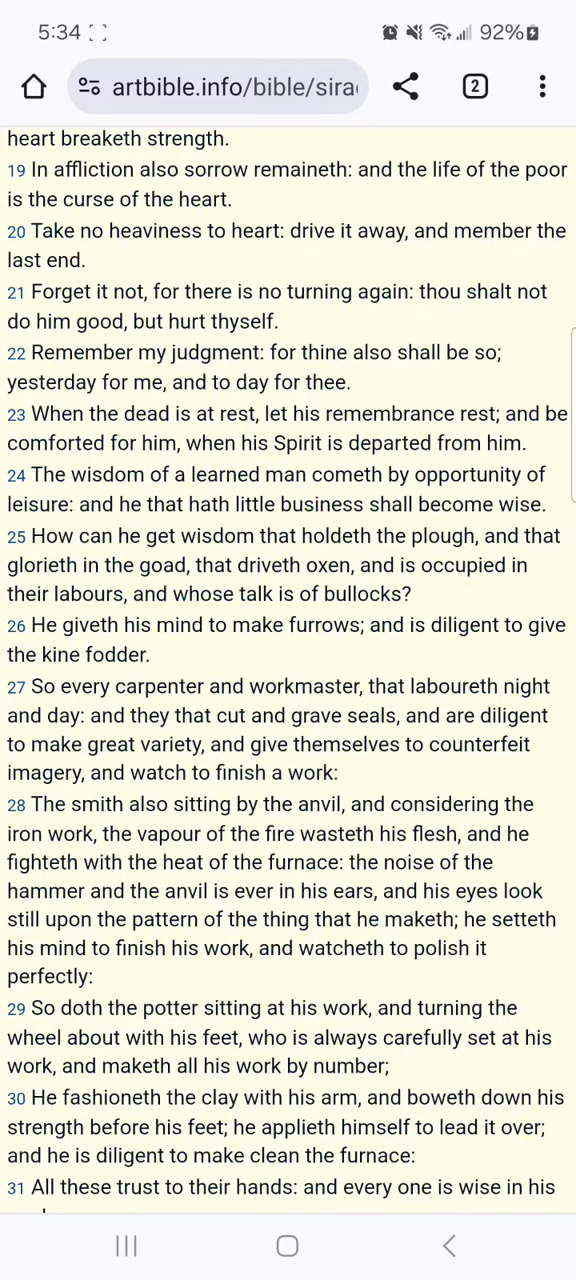 5:34
92%
artbible.info/bible/sira
2
heart breaketh strength.
19 In affliction also sorrow remaineth: and the life of the poor
is the curse of the heart.
20 Take no heaviness to heart: drive it away, and member the
last end.
21 Forget it not, for there is no turning again: thou shalt not
do him good, but hurt thyself.
22 Remember my judgment: for thine also shall be so;
yesterday for me, and to day for thee.
23 When the dead is at rest, let his remembrance rest; and be
comforted for him, when his Spirit is departed from him.
24 The wisdom of a learned man cometh by opportunity of
leisure: and he that hath little business shall become wise.
25 How can he get wisdom that holdeth the plough, and that
glorieth in the goad, that driveth oxen, and is occupied in
their labours, and whose talk is of bullocks?
26 He giveth his mind to make furrows; and is diligent to give
the kine fodder.
27 So every carpenter and workmaster, that laboureth night
and day: and they that cut and grave seals, and are diligent
to make great variety, and give themselves to counterfeit
imagery, and watch to finish a work:
28 The smith also sitting by the anvil, and considering the
iron work, the vapour of the fire wasteth his flesh, and he
fighteth with the heat of the furnace: the noise of the
hammer and the anvil is ever in his ears, and his eyes look
still upon the pattern of the thing that he maketh; he setteth
his mind to finish his work, and watcheth to polish it
perfectly:
29 So doth the potter sitting at his work, and turning the
wheel about with his feet, who is always carefully set at his
work, and maketh all his work by number;
30 He fashioneth the clay with his arm, and boweth down his
strength before his feet; he applieth himself to lead it over;
and he is diligent to make clean the furnace:
31 All these trust to their hands: and every one is wise in his